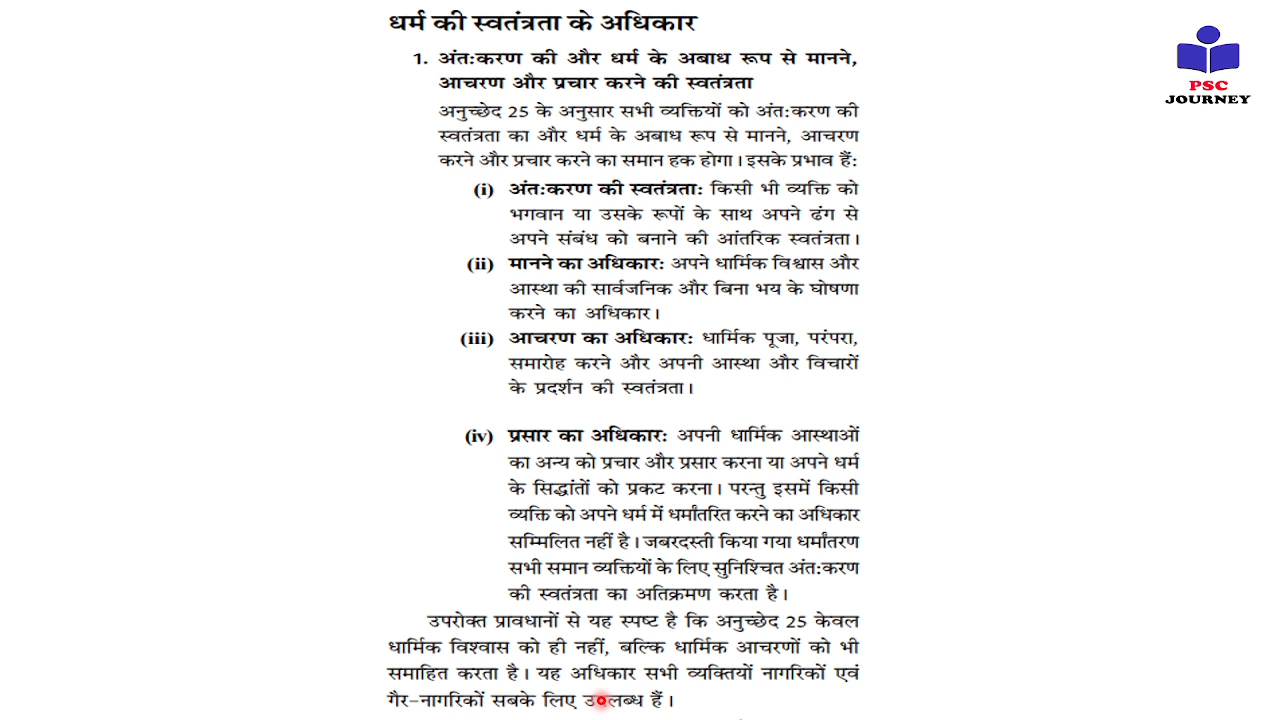 धर्म की स्वतंत्रता के अधिकार
1. अंतःकरण की और धर्म के अबाध रूप से मानने,
आचरण और प्रचार करने की स्वतंत्रता
अनुच्छेद 25 के अनुसार सभी व्यक्तियों को अंतःकरण की
स्वतंत्रता का और धर्म के अबाध रूप से मानने, आचरण
करने और प्रचार करने का समान हक होगा। इसके प्रभाव हैं:
(i) अंतःकरण की स्वतंत्रता: किसी भी व्यक्ति को
भगवान या उसके रूपों के साथ अपने ढंग से
अपने संबंध को बनाने की आंतरिक स्वतंत्रता।
(ii) मानने का अधिकार: अपने धार्मिक विश्वास और
आस्था की सार्वजनिक और बिना भय के घोषणा
करने का अधिकार।
(iii) आचरण का अधिकार: धार्मिक पूजा, परंपरा,
समारोह करने और अपनी आस्था और विचारों
के प्रदर्शन की स्वतंत्रता।
(iv) प्रसार का अधिकार: अपनी धार्मिक आस्थाओं
का अन्य को प्रचार और प्रसार करना या अपने धर्म
के सिद्धांतों को प्रकट करना। परन्तु इसमें किसी
व्यक्ति को अपने धर्म में धर्मांतरित करने का अधिकार
सम्मिलित नहीं है। जबरदस्ती किया गया धर्मांतरण
सभी समान व्यक्तियों के लिए सुनिश्चित अंतःकरण
की स्वतंत्रता का अतिक्रमण करता है।
उपरोक्त प्रावधानों से यह स्पष्ट है कि अनुच्छेद 25 केवल
धार्मिक विश्वास को ही नहीं, बल्कि धार्मिक आचरणों को भी
समाहित करता है। यह अधिकार सभी व्यक्तियों नागरिकों एवं
गैर-नागरिकों सबके लिए उपलब्ध हैं।
PSC
JOURNEY